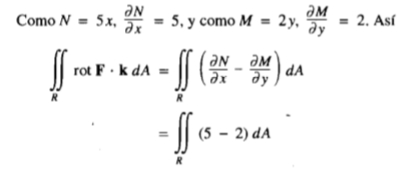 Como N = 5x, ∂N/∂x = 5, y como M = 2y, ∂M/∂y = 2. Así
∬_R rot F · k dA = ∬_R (∂N/∂x - ∂M/∂y) dA
= ∬_R (5 - 2) dA